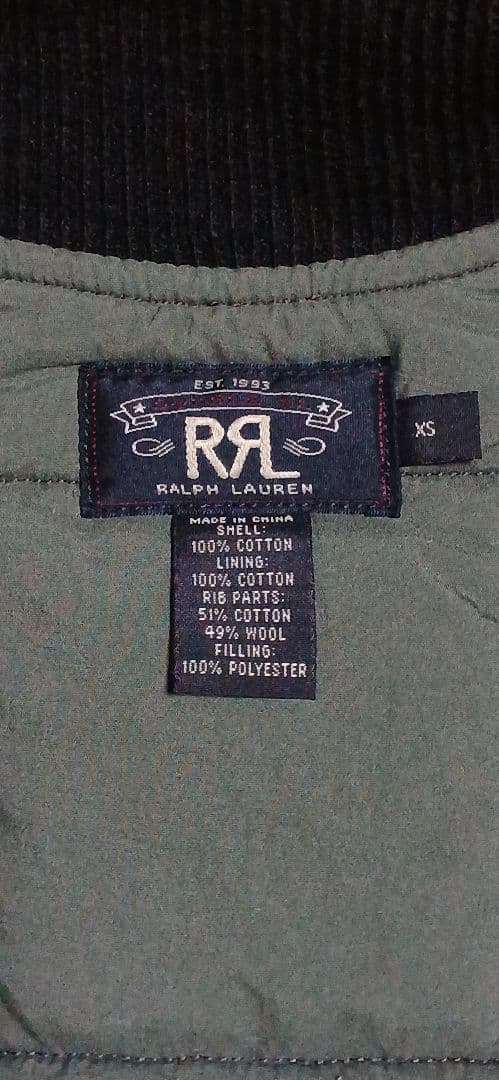 EST. 1993
RRL
RALPH LAUREN
XS
MADE IN CHINA
SHELL:
100% COTTON
LINING:
100% COTTON
RIB PARTS:
51% COTTON
49% WOOL
FILLING:
100% POLYESTER